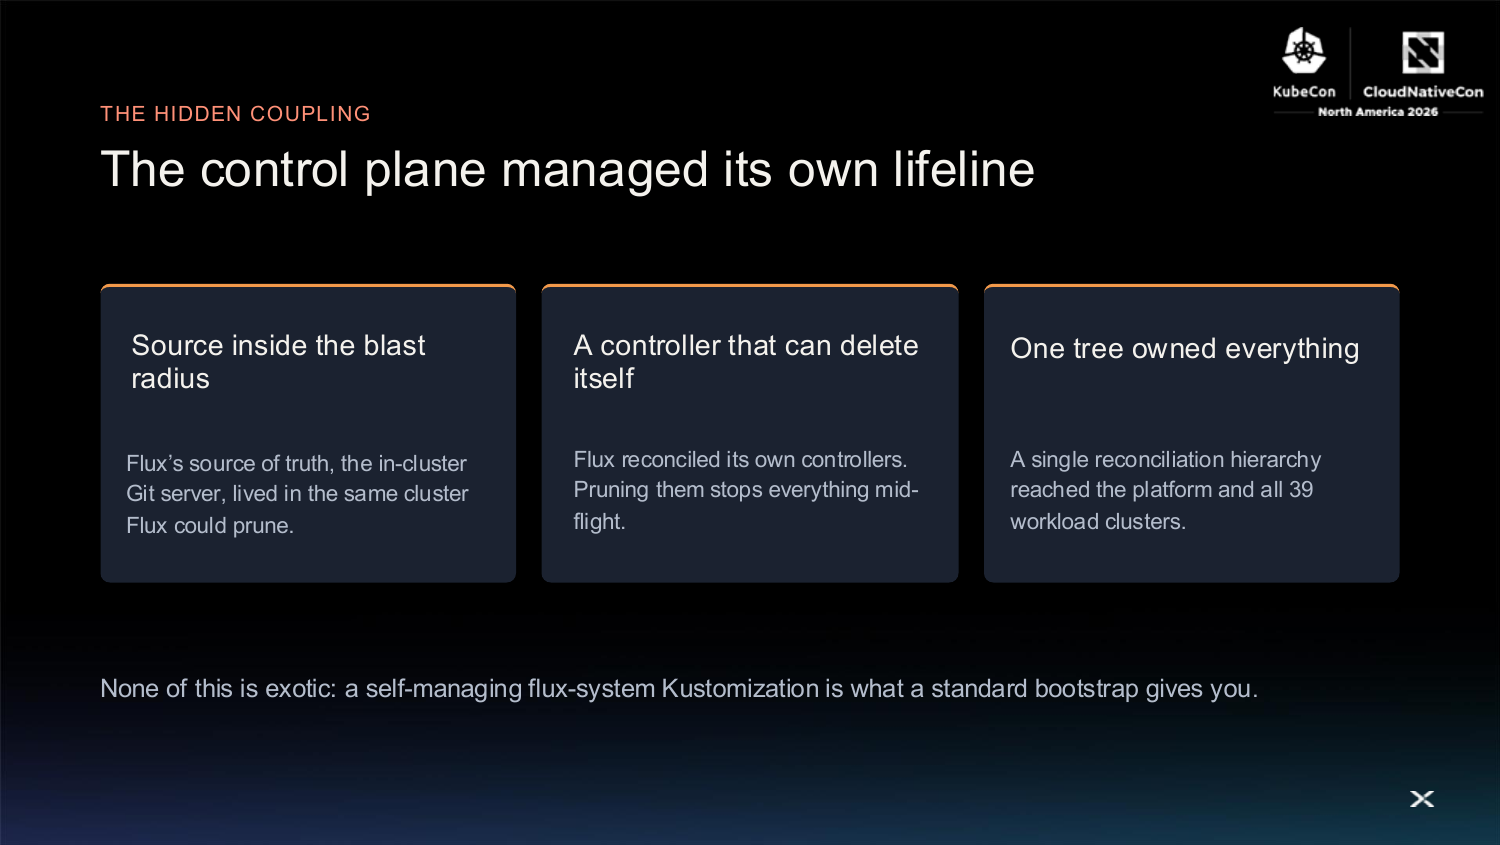 KubeCon
CloudNativeCon
North America 2026
THE HIDDEN COUPLING
The control plane managed its own lifeline
Source inside the blast
radius
Flux’s source of truth, the in-cluster
Git server, lived in the same cluster
Flux could prune.
A controller that can delete
itself
Flux reconciled its own controllers.
Pruning them stops everything mid-
flight.
One tree owned everything
A single reconciliation hierarchy
reached the platform and all 39
workload clusters.
None of this is exotic: a self-managing flux-system Kustomization is what a standard bootstrap gives you.